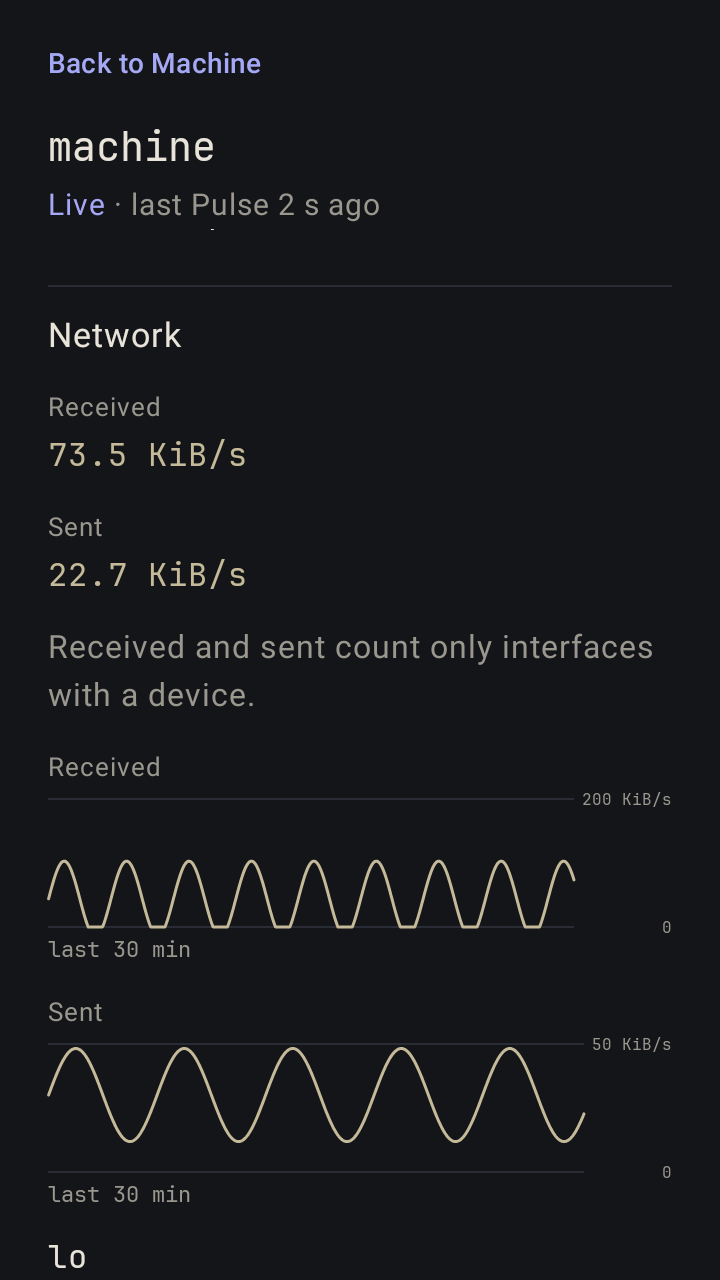 Back to Machine
machine
Live · last Pulse 2 s ago
Network
Received
73.5 KiB/s
Sent
22.7 KiB/s
Received and sent count only interfaces
with a device.
Received
200 KiB/s
0
last 30 min
Sent
50 KiB/s
0
last 30 min
lo